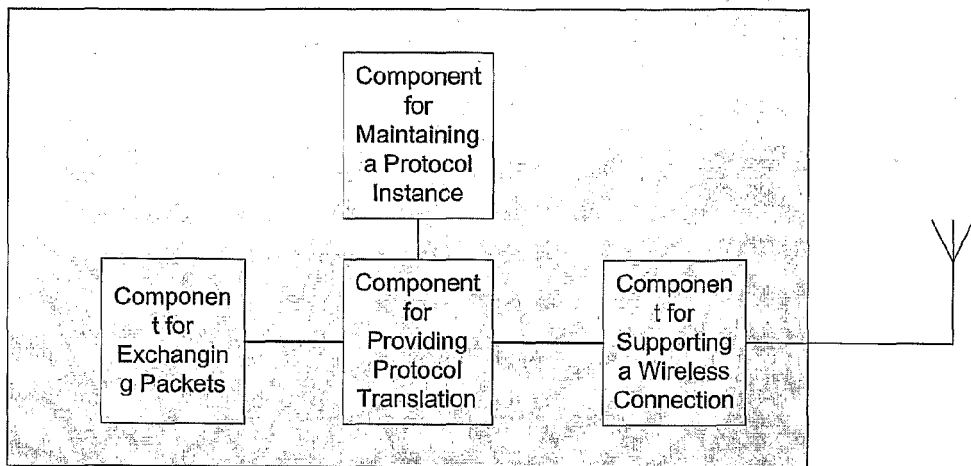 Component
for
Maintaining
a Protocol
Instance
Componen
t for
Exchangin
g Packets
Component
for
Providing
Protocol
Translation
Componen
t for
Supporting
a Wireless
Connection